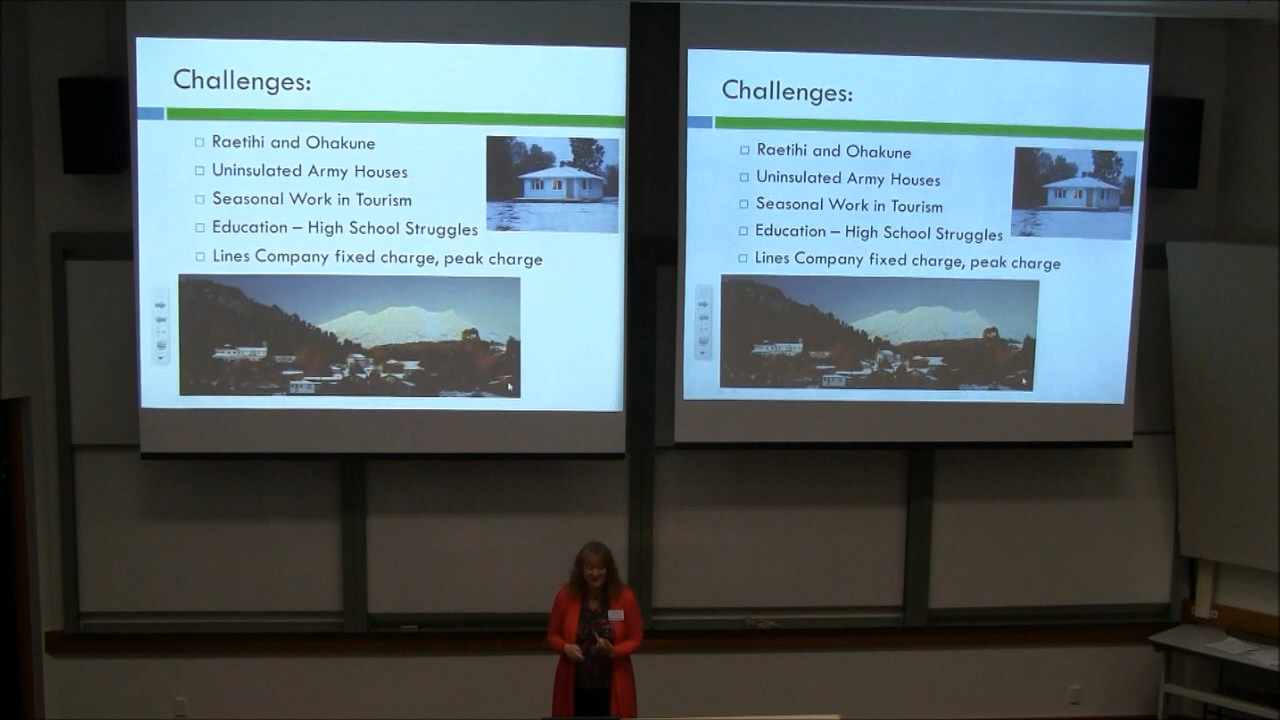 Challenges:
Raetihi and Ohakune
Uninsulated Army Houses
Seasonal Work in Tourism
Education – High School Struggles
Lines Company fixed charge, peak charge
Challenges:
Raetihi and Ohakune
Uninsulated Army Houses
Seasonal Work in Tourism
Education – High School Struggles
Lines Company fixed charge, peak charge